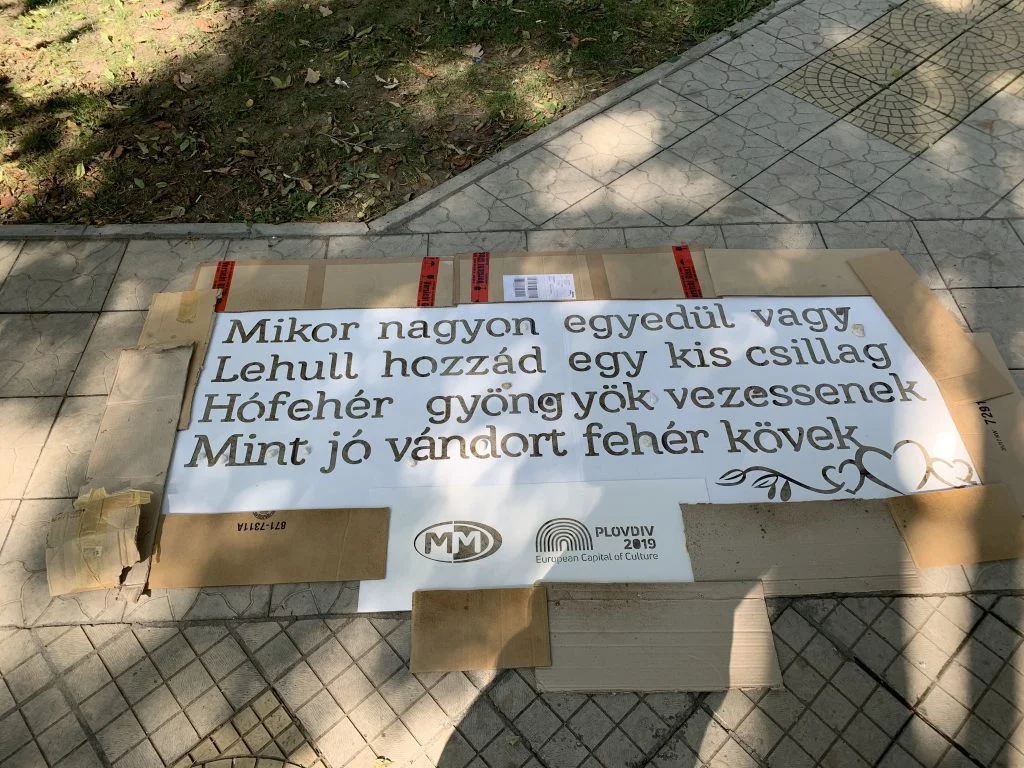 Mikor nagyon egyedül vagy
Lehull hozzád egy kis csillag
Hófehér gyöngyök vezessenek
Mint jó vándort fehér kövek
871-7311A
MM
PLOVDIV
2019
European Capital of Culture
7291